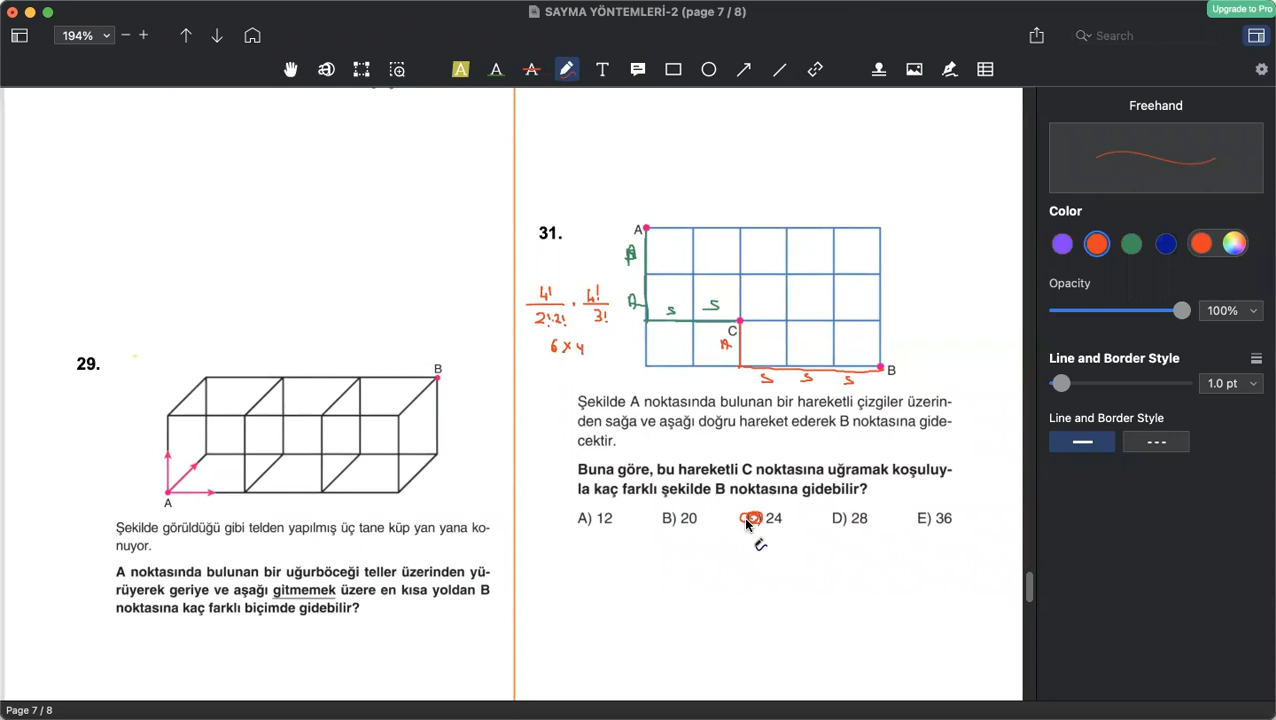 SAYMA YÖNTEMLERİ-2 (page 7 / 8)
Upgrade to Pro
194%
Search
A A A T
Freehand
Color
Opacity
100%
Line and Border Style
1.0 pt
Line and Border Style
29.
B
A
Şekilde görüldüğü gibi telden yapılmış üç tane küp yan yana ko-
nuyor.
A noktasında bulunan bir uğurböceği teller üzerinden yü-
rüyerek geriye ve aşağı gitmemek üzere en kısa yoldan B
noktasına kaç farklı biçimde gidebilir?
31.
A
A
S S
C
A
B
S S S
4!/2!·2! · 4!/3!
6 x 4
Şekilde A noktasında bulunan bir hareketli çizgiler üzerin-
den sağa ve aşağı doğru hareket ederek B noktasına gide-
cektir.
Buna göre, bu hareketli C noktasına uğramak koşuluy-
la kaç farklı şekilde B noktasına gidebilir?
A) 12 B) 20 24 D) 28 E) 36
Page 7 / 8